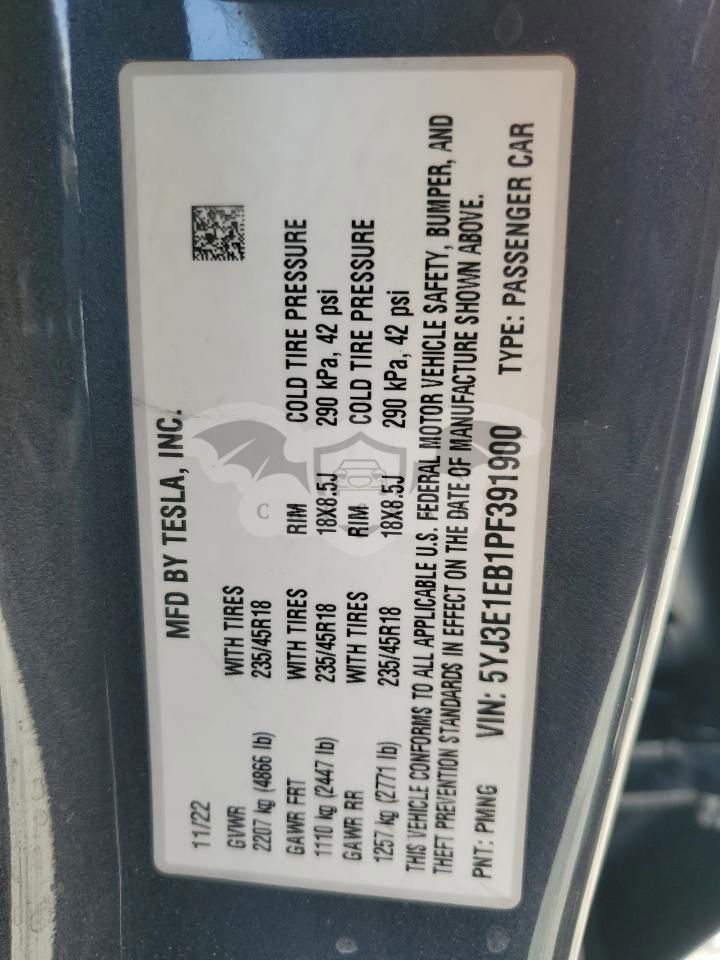 MFD BY TESLA, INC.
11/22
GVWR WITH TIRES
2207 kg (4866 lb) 235/45R18
GAWR FRT WITH TIRES RIM COLD TIRE PRESSURE
1110 kg (2447 lb) 235/45R18 18X8.5J 290 kPa, 42 psi
GAWR RR WITH TIRES RIM COLD TIRE PRESSURE
1257 kg (2771 lb) 235/45R18 18X8.5J 290 kPa, 42 psi
THIS VEHICLE CONFORMS TO ALL APPLICABLE U.S. FEDERAL MOTOR VEHICLE SAFETY, BUMPER, AND
THEFT PREVENTION STANDARDS IN EFFECT ON THE DATE OF MANUFACTURE SHOWN ABOVE.
PNT: PMNG VIN: 5YJ3E1EB1PF391900 TYPE: PASSENGER CAR